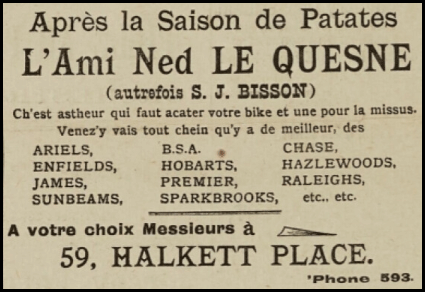 Après la Saison de Patates
L'Ami Ned LE QUESNE
(autrefois S. J. BISSON)
Ch'est astheur qui faut acater votre bike et une pour la missus.
Venez'y vais tout chein qu'y a de meilleur, des
ARIELS, B.S.A. CHASE,
ENFIELDS, HOBARTS, HAZLEWOODS,
JAMES, PREMIER, RALEIGHS,
SUNBEAMS, SPARKBROOKS, etc., etc.
A votre choix Messieurs à
59, HALKETT PLACE.
'Phone 593.